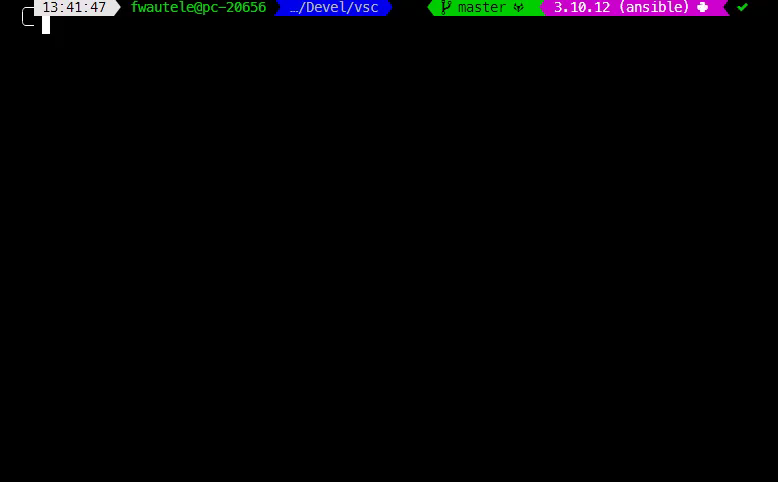 13:41:47 fwautele@pc-20656 …/Devel/vsc master 3.10.12 (ansible)